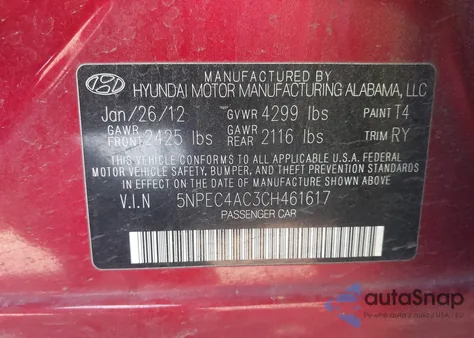 MANUFACTURED BY
HYUNDAI MOTOR MANUFACTURING ALABAMA, LLC
Jan/26/12 GVWR 4299 lbs PAINT T4
GAWR FRONT 2425 lbs GAWR REAR 2116 lbs TRIM RY
THIS VEHICLE CONFORMS TO ALL APPLICABLE U.S.A. FEDERAL
MOTOR VEHICLE SAFETY, BUMPER, AND THEFT PREVENTION
STANDARDS IN EFFECT ON THE DATE OF MANUFACTURE
SHOWN ABOVE.
V.I.N 5NPEC4AC3CH461617
PASSENGER CAR
autoSnap